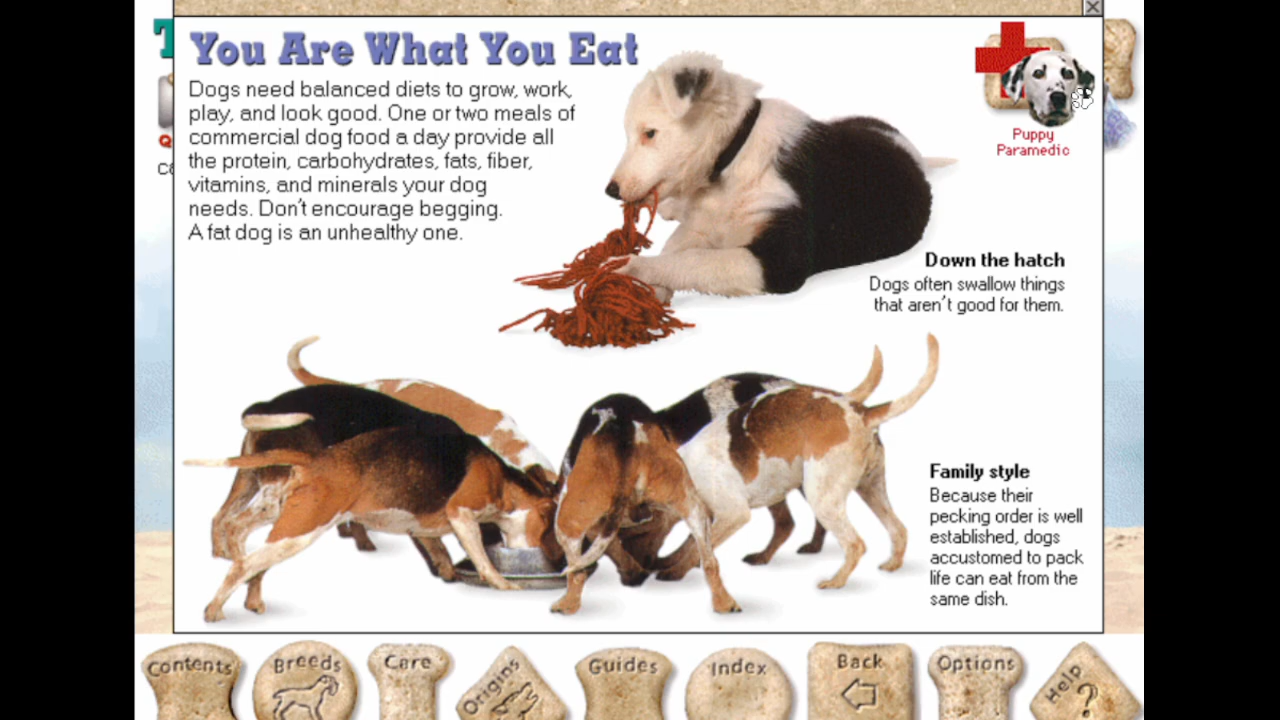 You Are What You Eat
Dogs need balanced diets to grow, work,
play, and look good. One or two meals of
commercial dog food a day provide all
the protein, carbohydrates, fats, fiber,
vitamins, and minerals your dog
needs. Don't encourage begging.
A fat dog is an unhealthy one.
Puppy
Paramedic
Down the hatch
Dogs often swallow things
that aren't good for them.
Family style
Because their
pecking order is well
established, dogs
accustomed to pack
life can eat from the
same dish.
Contents
Breeds
Care
Origins
Guides
Index
Back
Options
Help
?